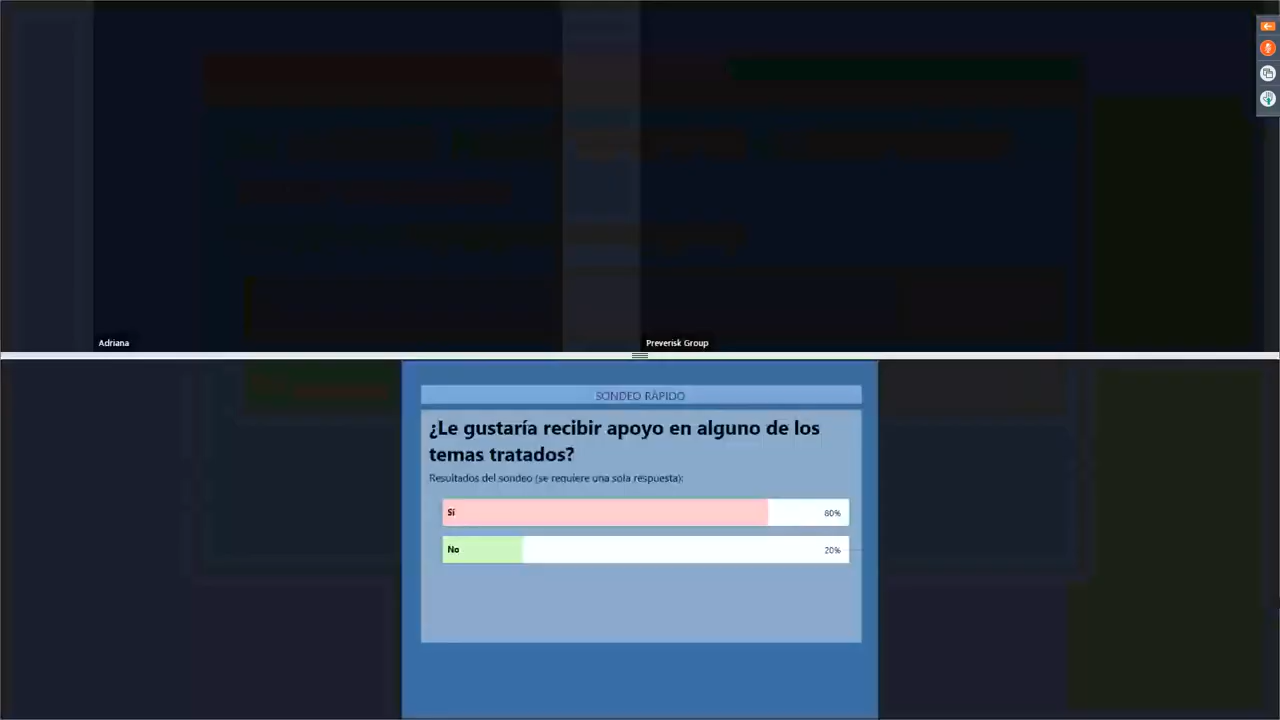 Adriana
Preverisk Group
SONDEO RÁPIDO
¿Le gustaría recibir apoyo en alguno de los
temas tratados?
Resultados del sondeo (se requiere una sola respuesta):
Sí 80%
No 20%